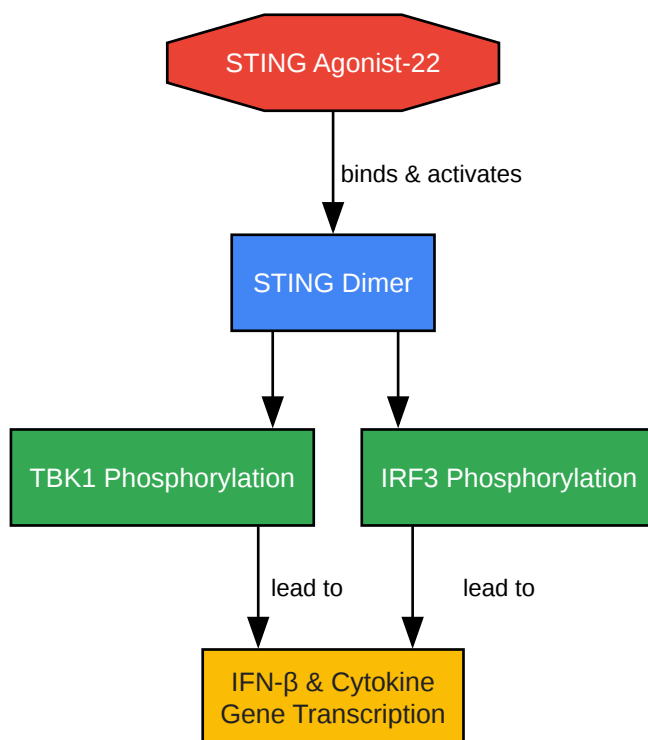 STING Agonist-22
binds & activates
STING Dimer
TBK1 Phosphorylation
IRF3 Phosphorylation
lead to
lead to
IFN-β & Cytokine
Gene Transcription